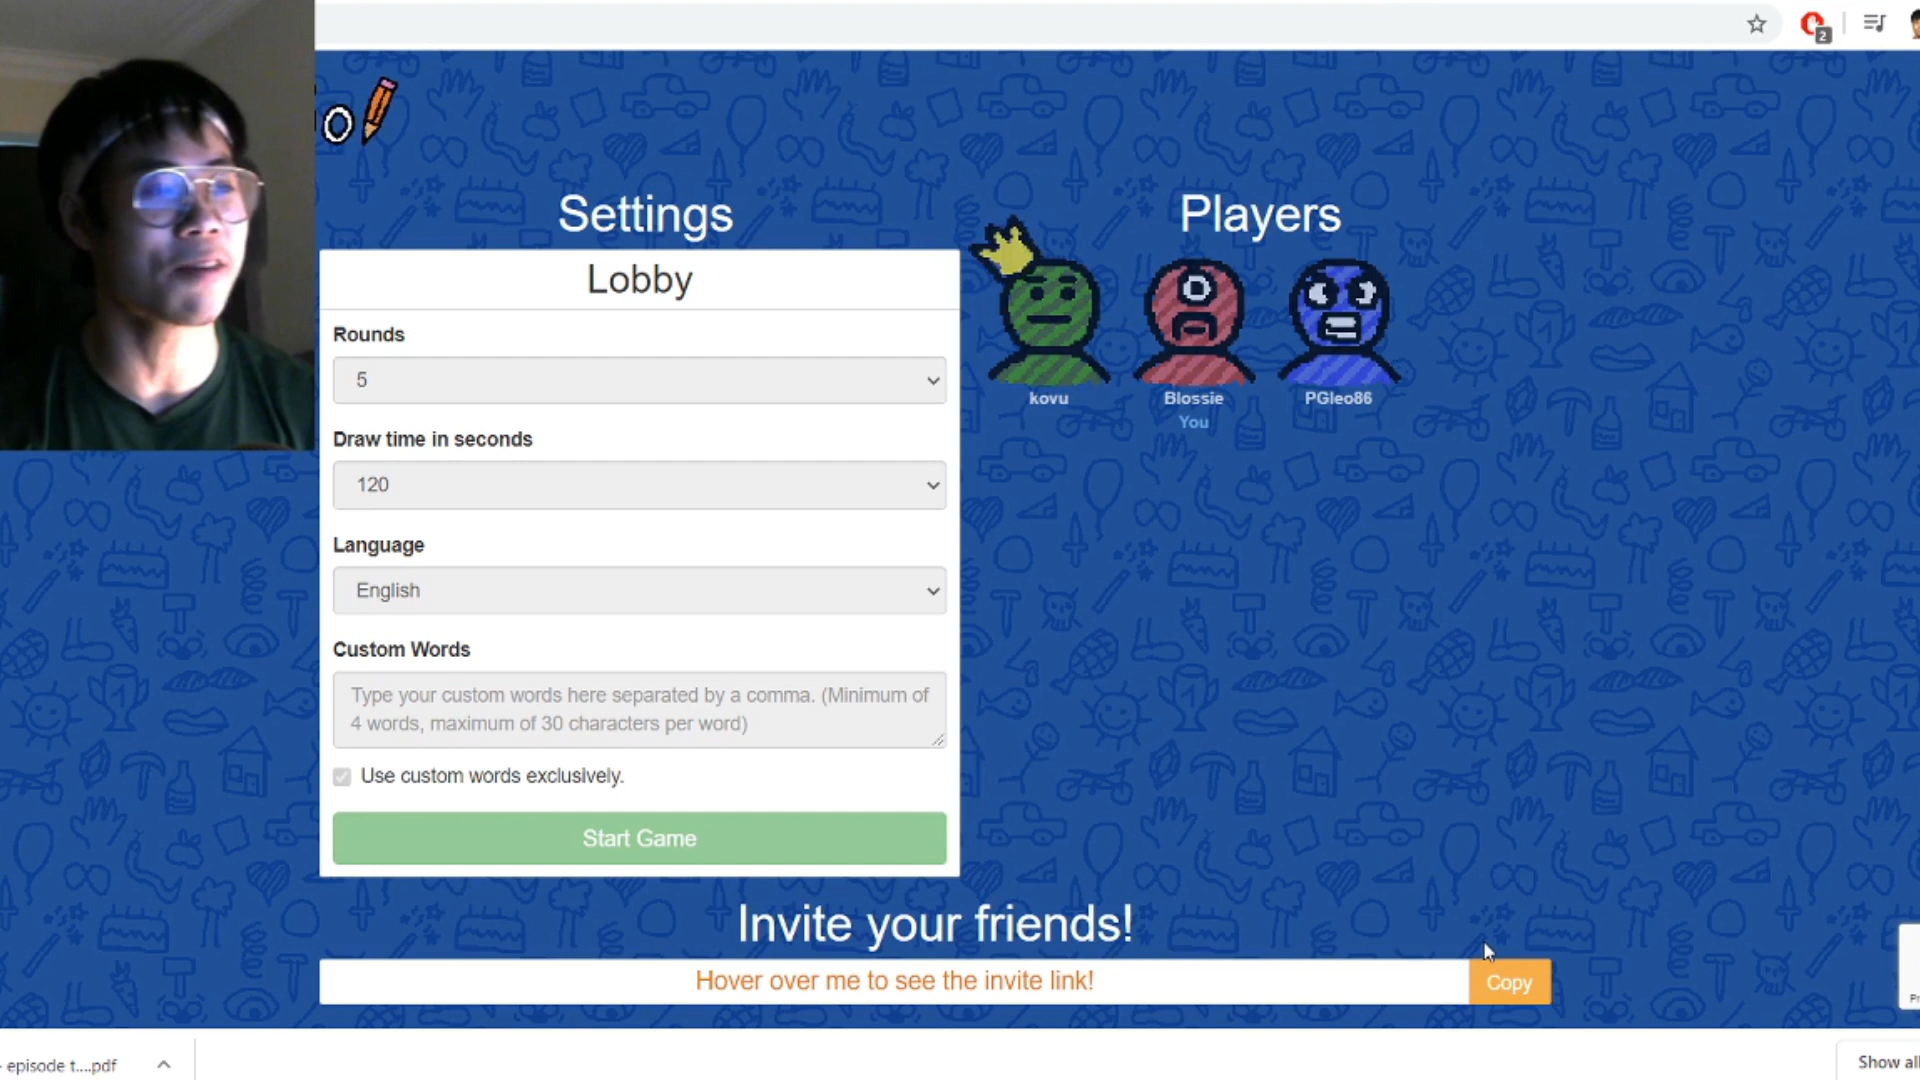 2
o
Settings
Players
Lobby
Rounds
5
Draw time in seconds
120
Language
English
Custom Words
Type your custom words here separated by a comma. (Minimum of
4 words, maximum of 30 characters per word)
Use custom words exclusively.
Start Game
kovu
Blossie
PGleo86
You
Invite your friends!
Hover over me to see the invite link!
Copy
- episode t....pdf
Show all